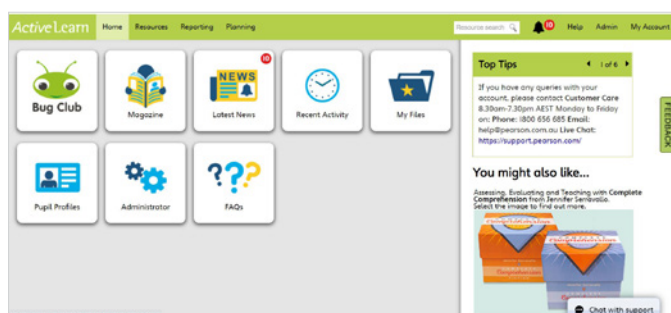 ActiveLearn Home Resources Reporting Planning Resource search 10 Help Admin My Account
Bug Club
Magazine
NEWS
10
Latest News
Recent Activity
My Files
Pupil Profiles
Administrator
???
FAQs
Top Tips 1 of 6
If you have any queries with your
account, please contact Customer Care
8.30am-7.30pm AEST Monday to Friday
on: Phone: 1800 656 685 Email:
help@pearson.com.au Live Chat:
https://support.pearson.com/
FEEDBACK
You might also like...
Assessing, Evaluating and Teaching with Complete
Comprehension from Jennifer Serravallo.
Select the image to find out more.
Comprehension
Comprehension
Chat with support